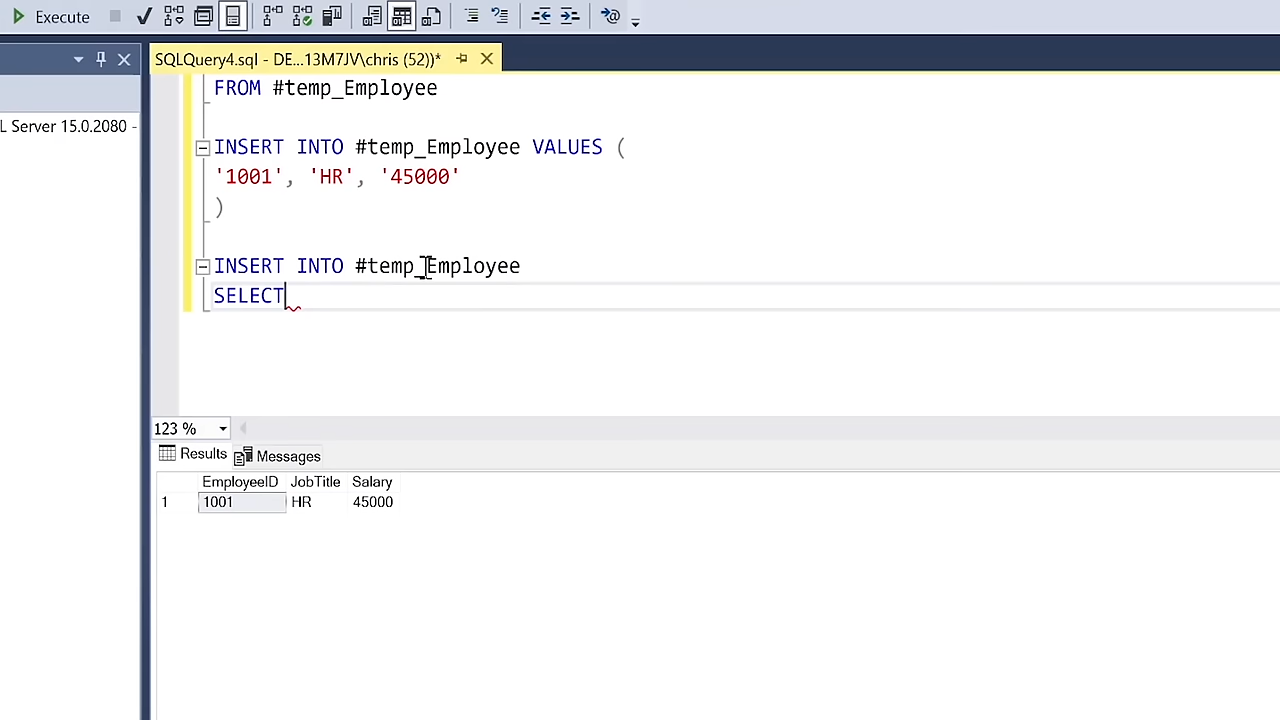 Execute
SQLQuery4.sql - DE...13M7JV\chris (52))*
FROM #temp_Employee
L Server 15.0.2080 -
INSERT INTO #temp_Employee VALUES (
'1001', 'HR', '45000'
)
INSERT INTO #temp_Employee
SELECT
123 %
Results Messages
EmployeeID JobTitle Salary
1 1001 HR 45000